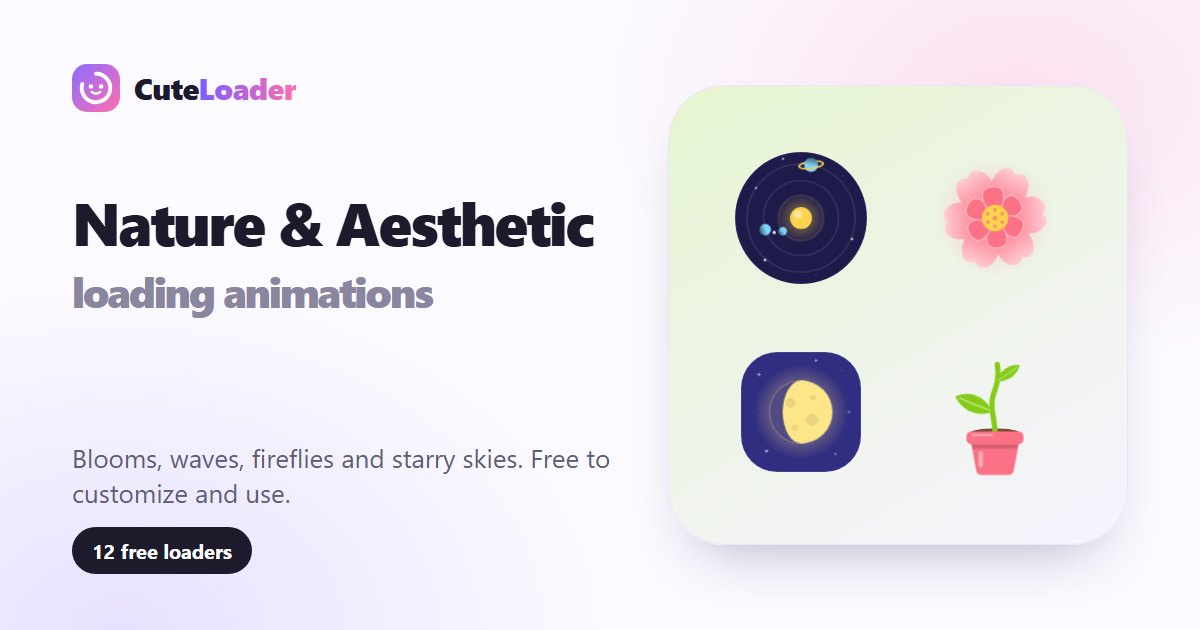 CuteLoader
Nature & Aesthetic
loading animations
Blooms, waves, fireflies and starry skies. Free to
customize and use.
12 free loaders